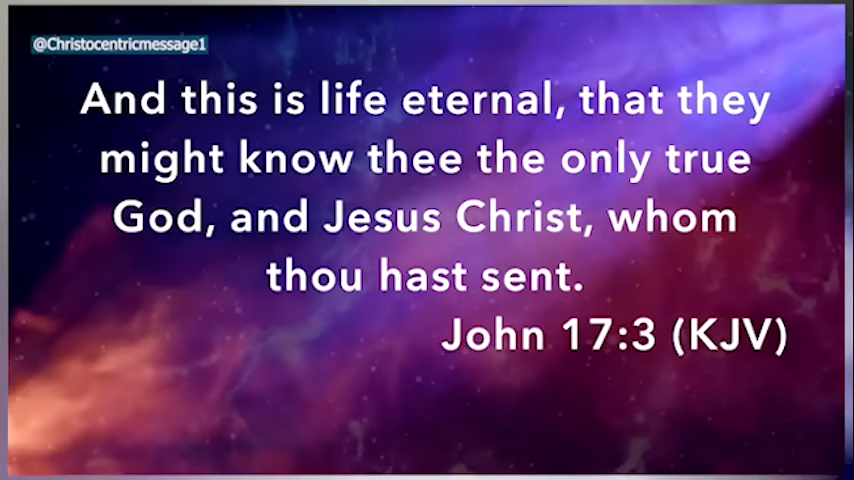 @Christocentricmessage1
And this is life eternal, that they
might know thee the only true
God, and Jesus Christ, whom
thou hast sent.
John 17:3 (KJV)